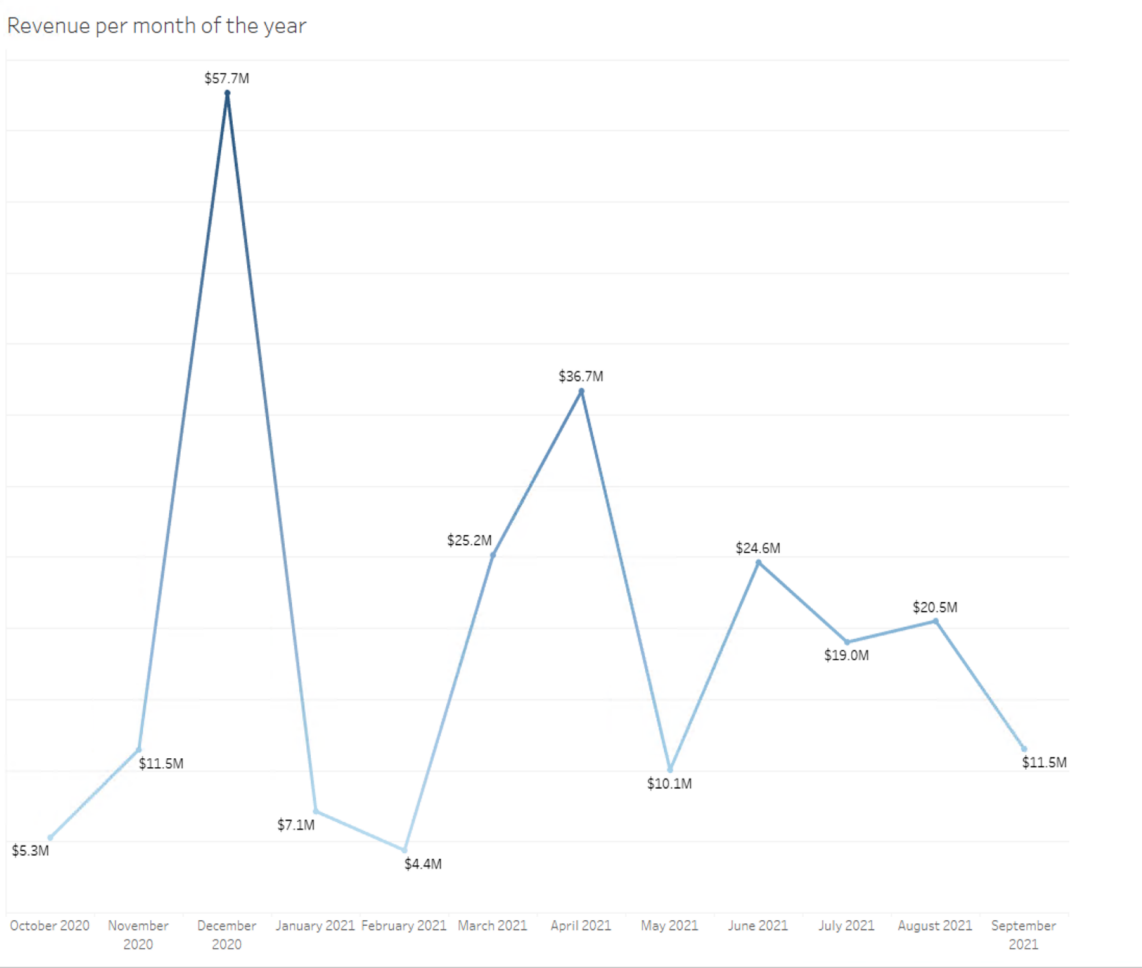 Revenue per month of the year
$57.7M
$36.7M
$25.2M
$24.6M
$20.5M
$19.0M
$11.5M
$11.5M
$10.1M
$7.1M
$5.3M
$4.4M
October 2020
November
2020
December
2020
January 2021
February 2021
March 2021
April 2021
May 2021
June 2021
July 2021
August 2021
September
2021